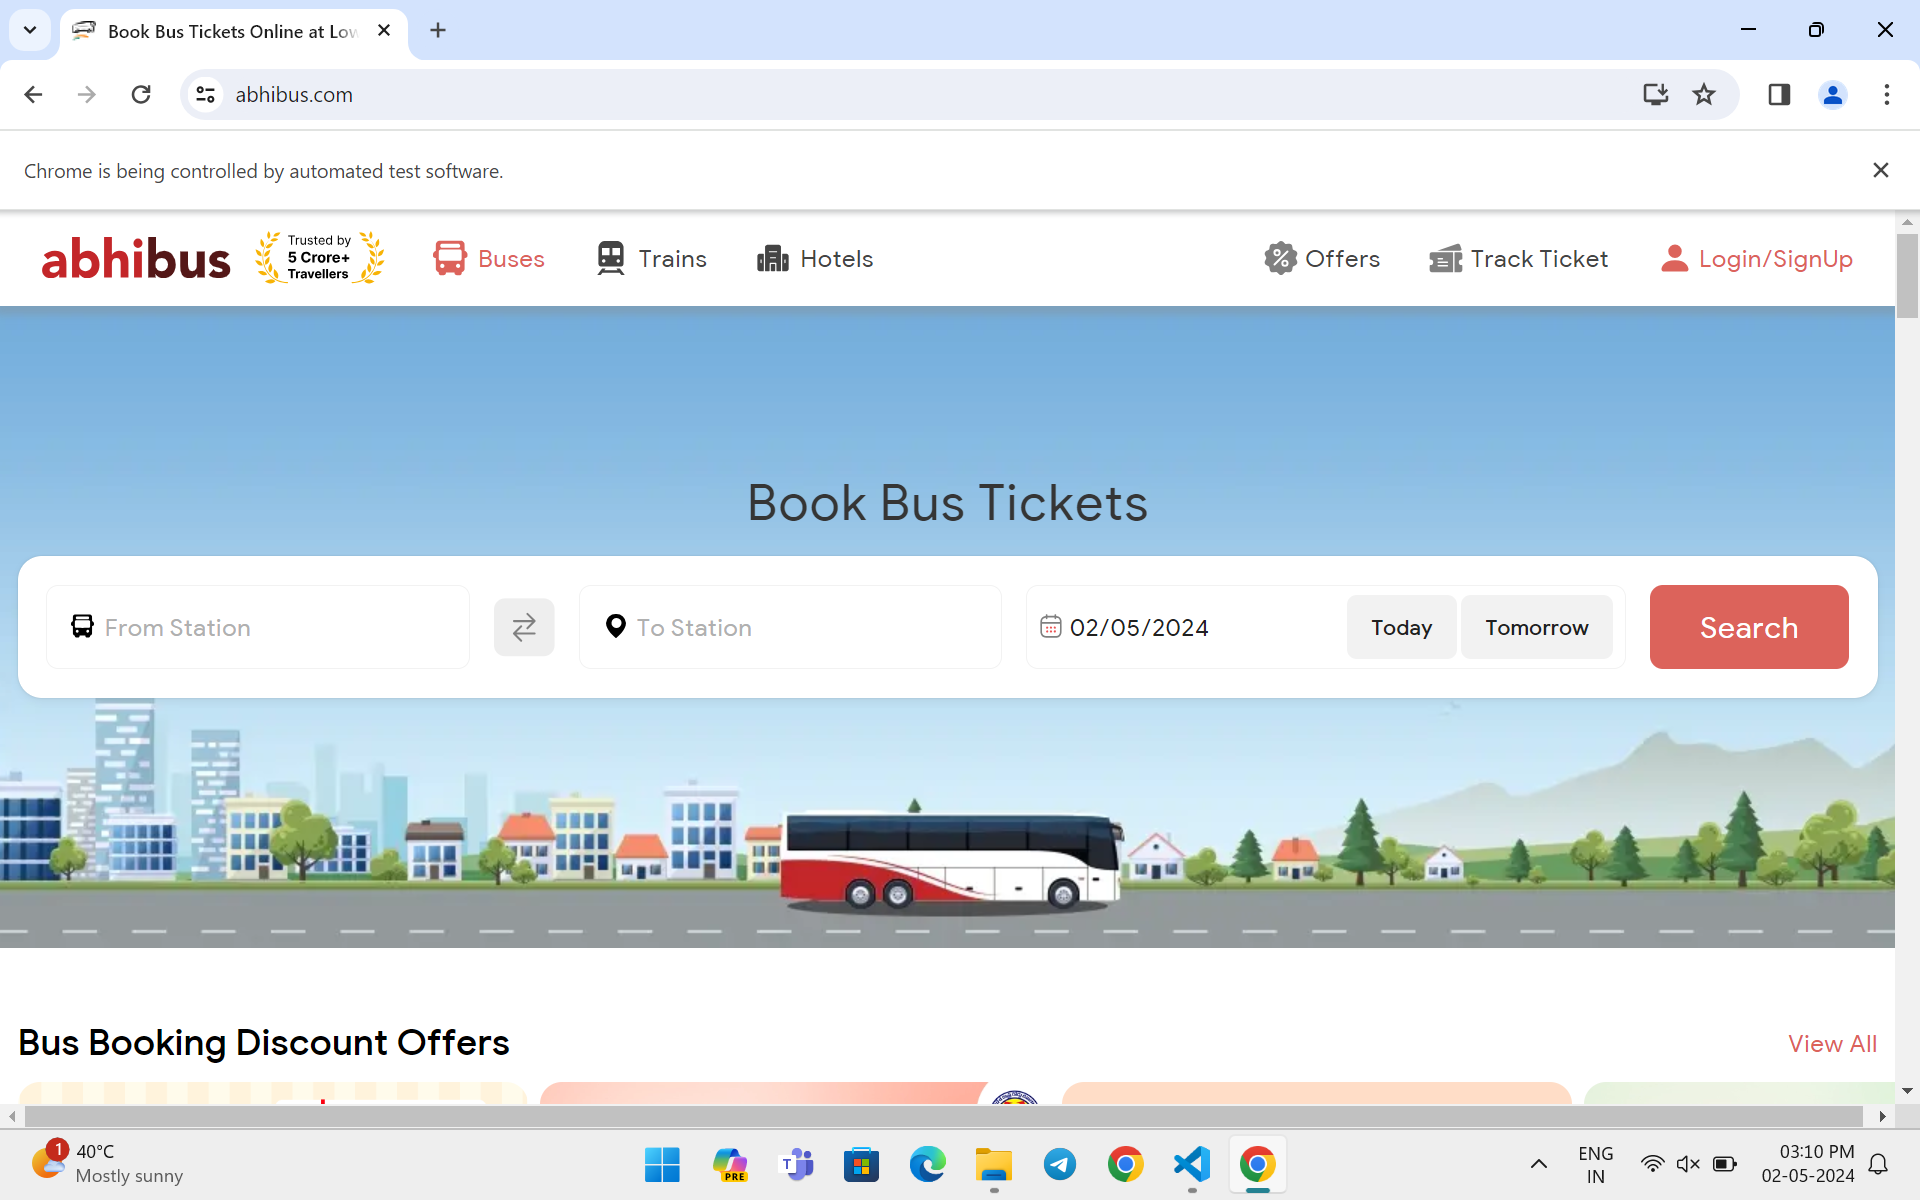 Book Bus Tickets Online at Low
abhibus.com
Chrome is being controlled by automated test software.
abhibus
Trusted by
5 Crore+
Travellers
Buses
Trains
Hotels
Offers
Track Ticket
Login/SignUp
Book Bus Tickets
From Station
To Station
02/05/2024
Today
Tomorrow
Search
Bus Booking Discount Offers
View All
1
40°C
Mostly sunny
PRE
T
ENG
IN
03:10 PM
02-05-2024